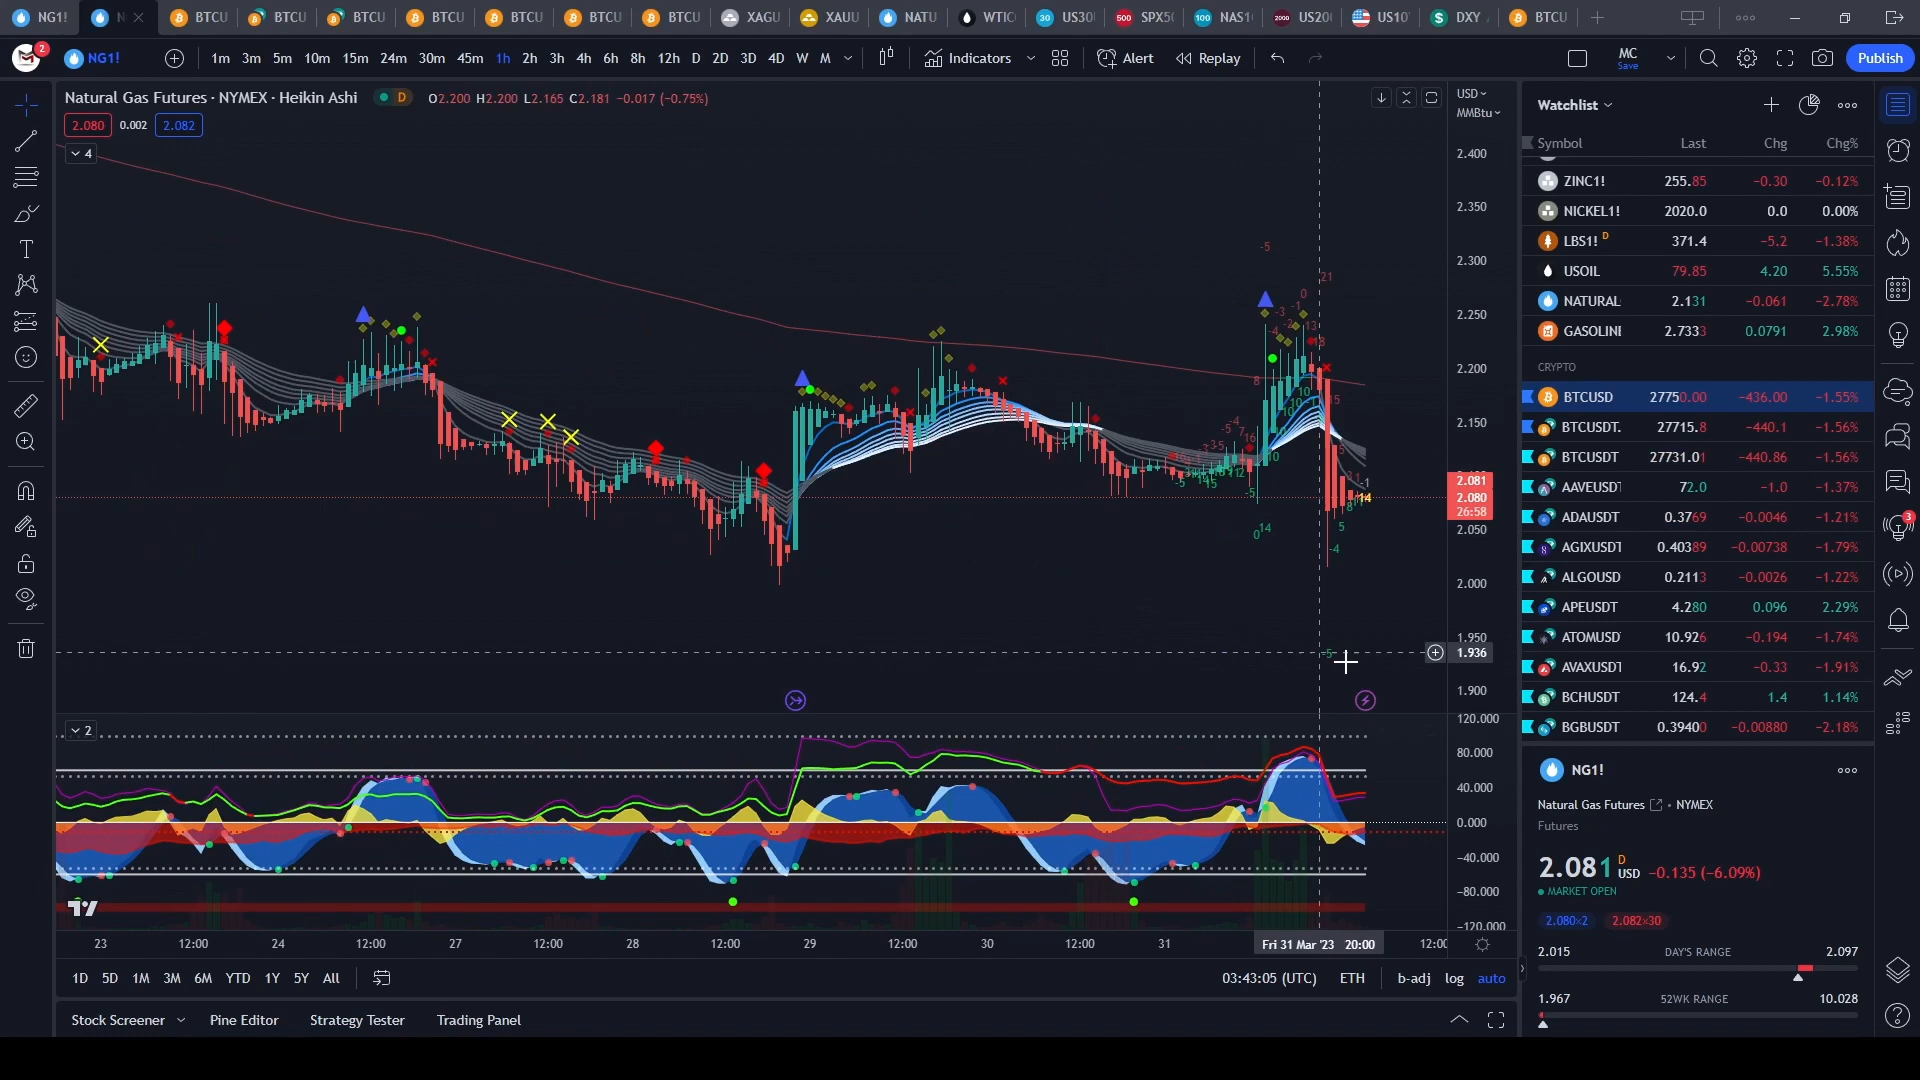 NG1! N BTCU BTCU BTCU BTCU BTCU BTCU BTCU XAGU XAUU NATU WTIC US30 SPX5 NAS1 US20 US10 DXY BTCU
2 NG1! 1m 3m 5m 10m 15m 24m 30m 45m 1h 2h 3h 4h 6h 8h 12h D 2D 3D 4D W M Indicators Alert Replay MC Save Publish
Natural Gas Futures · NYMEX · Heikin Ashi D O2.200 H2.200 L2.165 C2.181 −0.017 (−0.75%)
2.080 0.002 2.082
4
USD
MMBtu
2.400
2.350
2.300
2.250
2.200
2.150
2.081
2.080
26:58
2.050
2.000
1.950
1.936
1.900
2
120.000
80.000
40.000
0.000
−40.000
−80.000
−120.000
23 12:00 24 12:00 27 12:00 28 12:00 29 12:00 30 12:00 31 Fri 31 Mar '23 20:00 12:00
1D 5D 1M 3M 6M YTD 1Y 5Y All 03:43:05 (UTC) ETH b-adj log auto
Stock Screener Pine Editor Strategy Tester Trading Panel
Watchlist
Symbol Last Chg Chg%
ZINC1! 255.85 −0.30 −0.12%
NICKEL1! 2020.0 0.0 0.00%
LBS1! D 371.4 −5.2 −1.38%
USOIL 79.85 4.20 5.55%
NATURAL 2.131 −0.061 −2.78%
GASOLINE 2.7333 0.0791 2.98%
CRYPTO
BTCUSD 27750.00 −436.00 −1.55%
BTCUSDT. 27715.8 −440.1 −1.56%
BTCUSDT 27731.01 −440.86 −1.56%
AAVEUSDT 72.0 −1.0 −1.37%
ADAUSDT 0.3769 −0.0046 −1.21%
AGIXUSDT 0.40389 −0.00738 −1.79%
ALGOUSD 0.2113 −0.0026 −1.22%
APEUSDT 4.280 0.096 2.29%
ATOMUSD 10.926 −0.194 −1.74%
AVAXUSDT 16.92 −0.33 −1.91%
BCHUSDT 124.4 1.4 1.14%
BGBUSDT 0.39400 −0.00880 −2.18%
NG1!
Natural Gas Futures • NYMEX
Futures
2.081 D USD −0.135 (−6.09%)
MARKET OPEN
2.080×2 2.082×30
2.015 DAY'S RANGE 2.097
1.967 52WK RANGE 10.028
3